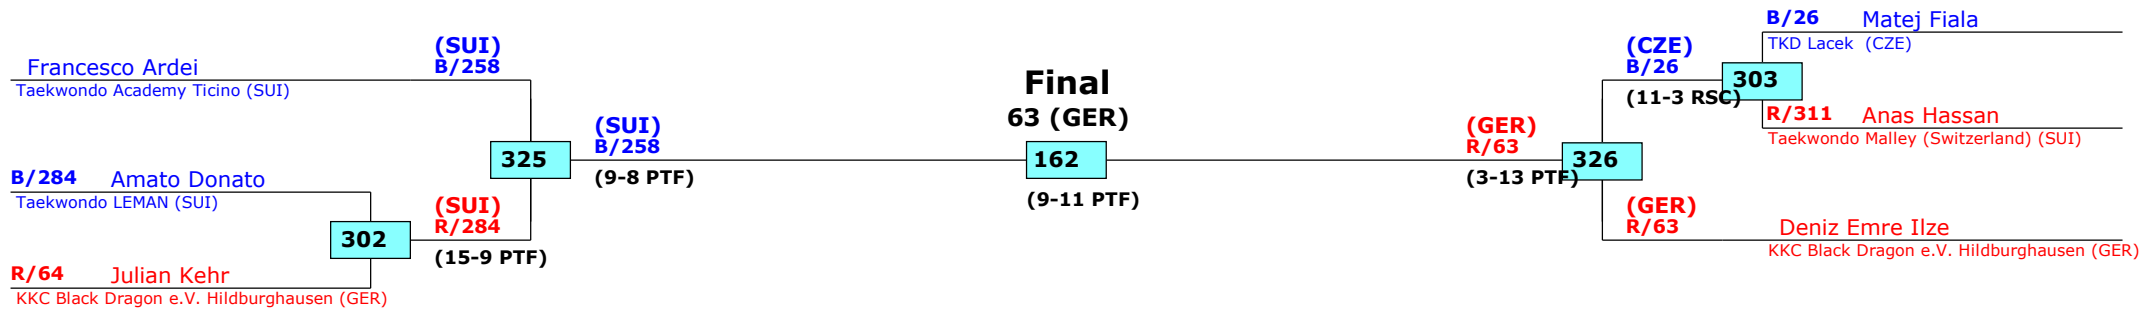 Francesco Ardei
Taekwondo Academy Ticino (SUI)
(SUI)
B/258
325
B/284 Amato Donato
Taekwondo LEMAN (SUI)
302
R/64 Julian Kehr
KKC Black Dragon e.V. Hildburghausen (GER)
(SUI)
R/284
(15-9 PTF)
(SUI)
B/258
(9-8 PTF)
Final
63 (GER)
162
(9-11 PTF)
(GER)
R/63
(3-13 PTF)
326
(CZE)
B/26
(11-3 RSC)
303
B/26 Matej Fiala
TKD Lacek (CZE)
R/311 Anas Hassan
Taekwondo Malley (Switzerland) (SUI)
(GER)
R/63
Deniz Emre Ilze
KKC Black Dragon e.V. Hildburghausen (GER)